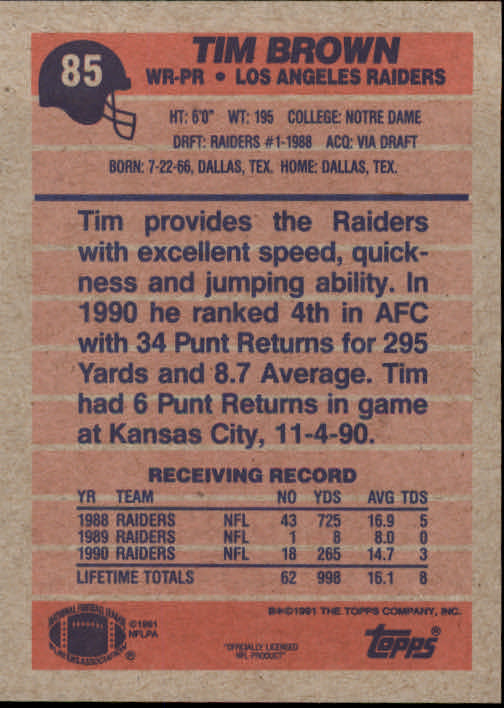 85
TIM BROWN
WR-PR • LOS ANGELES RAIDERS
HT: 6'0" WT: 195 COLLEGE: NOTRE DAME
DRFT: RAIDERS #1-1988 ACQ: VIA DRAFT
BORN: 7-22-66, DALLAS, TEX. HOME: DALLAS, TEX.
Tim provides the Raiders
with excellent speed, quick-
ness and jumping ability. In
1990 he ranked 4th in AFC
with 34 Punt Returns for 295
Yards and 8.7 Average. Tim
had 6 Punt Returns in game
at Kansas City, 11-4-90.
RECEIVING RECORD
YR TEAM NO YDS AVG TDS
1988 RAIDERS NFL 43 725 16.9 5
1989 RAIDERS NFL 1 8 8.0 0
1990 RAIDERS NFL 18 265 14.7 3
LIFETIME TOTALS 62 998 16.1 8
NATIONAL FOOTBALL LEAGUE
PLAYERS ASSOCIATION ®
©1991
NFLPA
"OFFICIALLY LICENSED
NFL PRODUCT"
B*©1991 THE TOPPS COMPANY, INC.
topps®